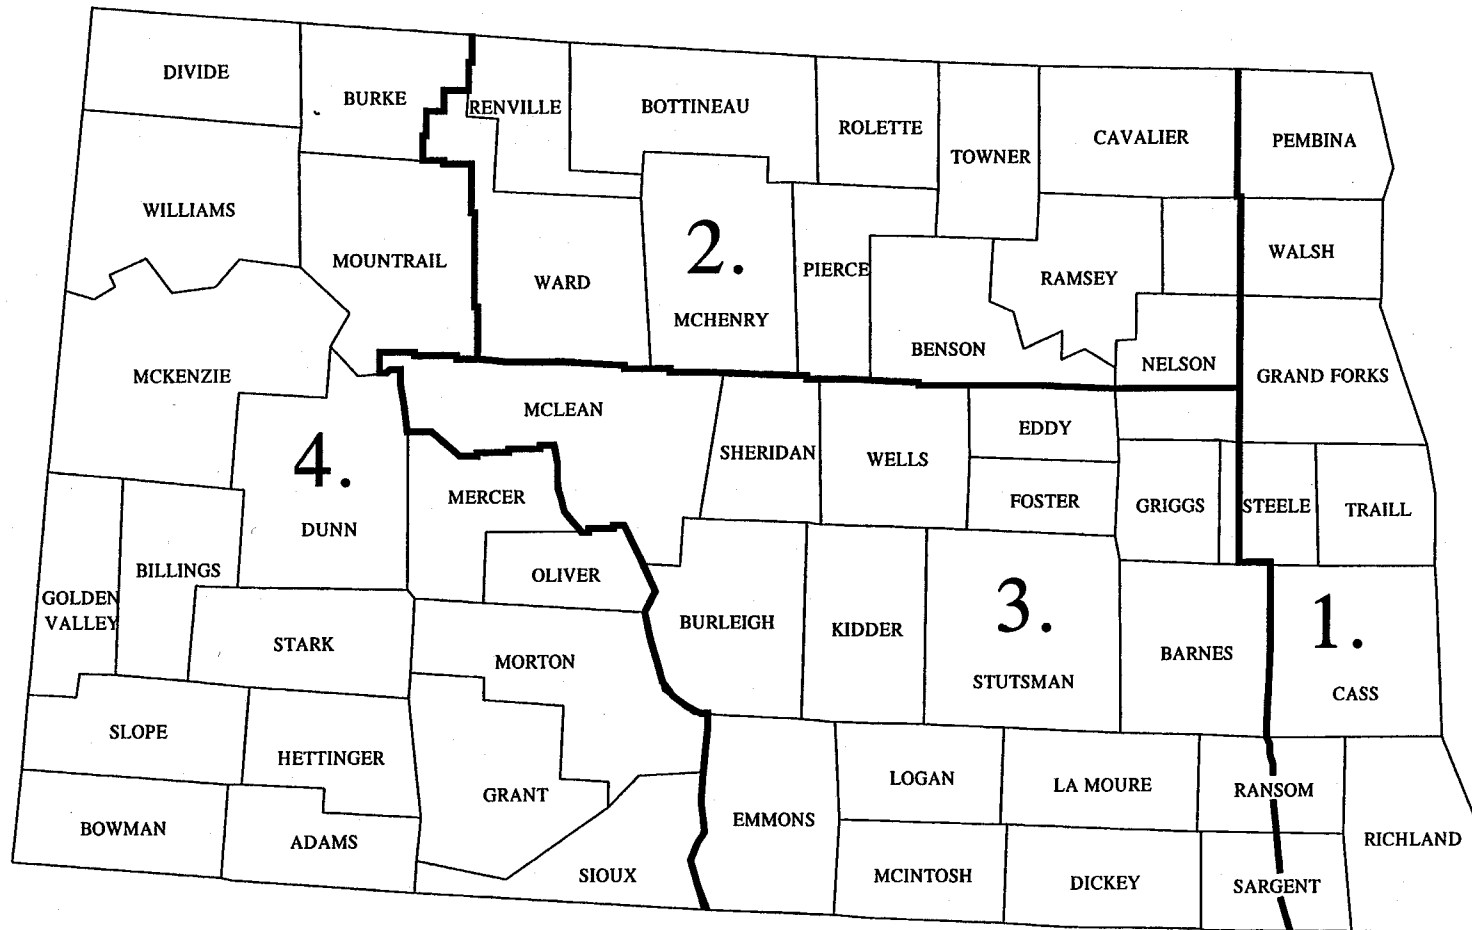 DIVIDE
BURKE
RENVILLE
BOTTINEAU
ROLETTE
TOWNER
CAVALIER
PEMBINA
WILLIAMS
MOUNTRAIL
WARD
2.
MCHENRY
PIERCE
BENSON
RAMSEY
NELSON
WALSH
GRAND FORKS
MCKENZIE
MCLEAN
SHERIDAN
WELLS
EDDY
FOSTER
GRIGGS
STEELE
TRAILL
4.
DUNN
MERCER
OLIVER
GOLDEN
VALLEY
BILLINGS
STARK
MORTON
BURLEIGH
KIDDER
3.
STUTSMAN
BARNES
1.
CASS
SLOPE
HETTINGER
GRANT
BOWMAN
ADAMS
SIOUX
EMMONS
LOGAN
LA MOURE
RANSOM
RICHLAND
MCINTOSH
DICKEY
SARGENT